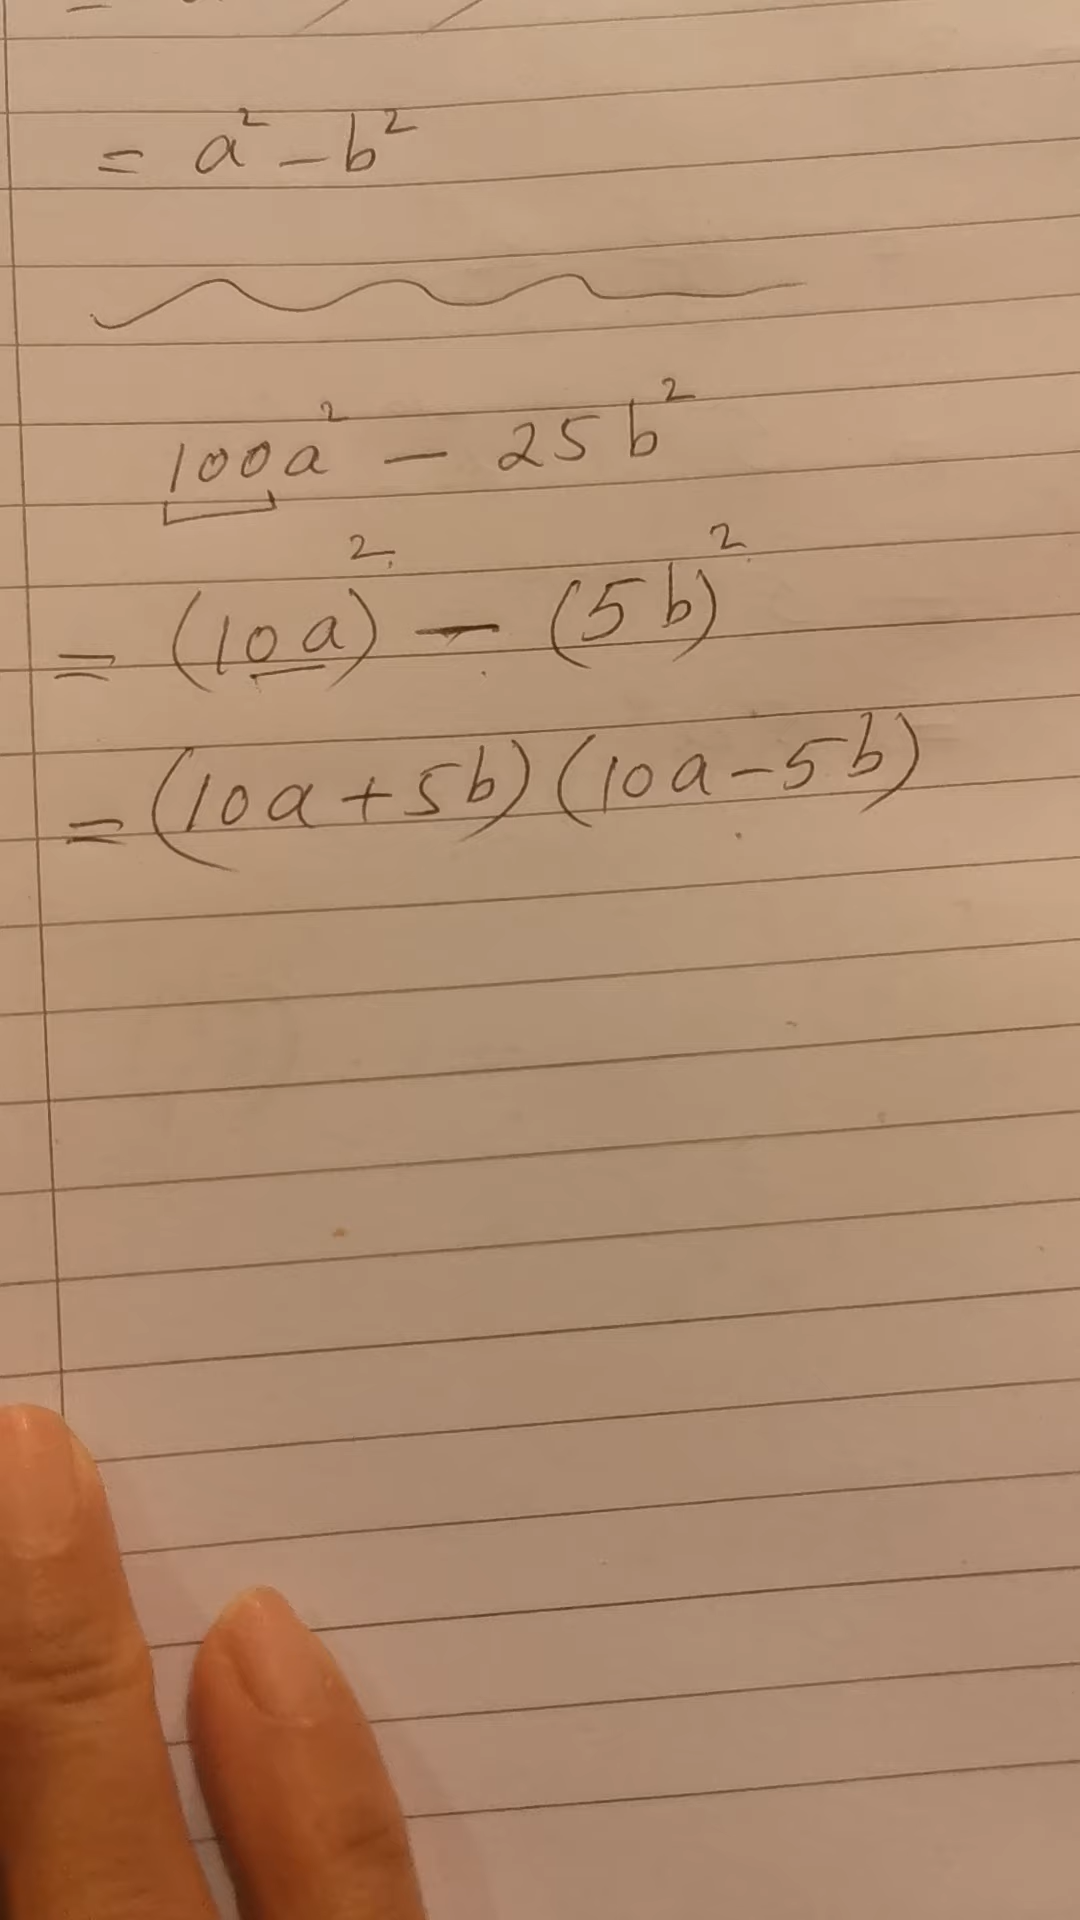 = a² - b²
100a² - 25b²
= (10a)² - (5b)²
= (10a+5b)(10a-5b)